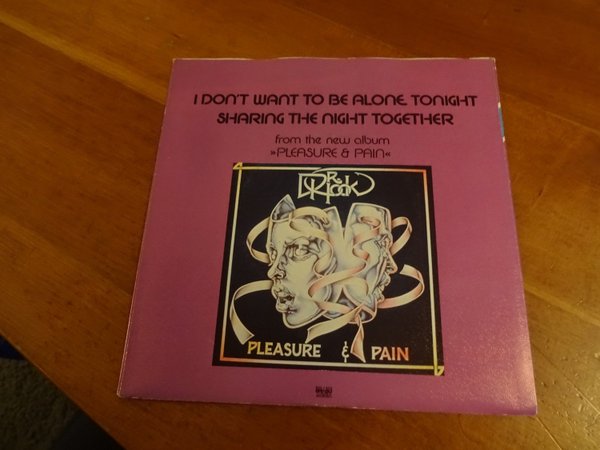 I DON'T WANT TO BE ALONE TONIGHT
SHARING THE NIGHT TOGETHER
from the new album
»PLEASURE & PAIN«
DR. HOOK
PLEASURE & PAIN